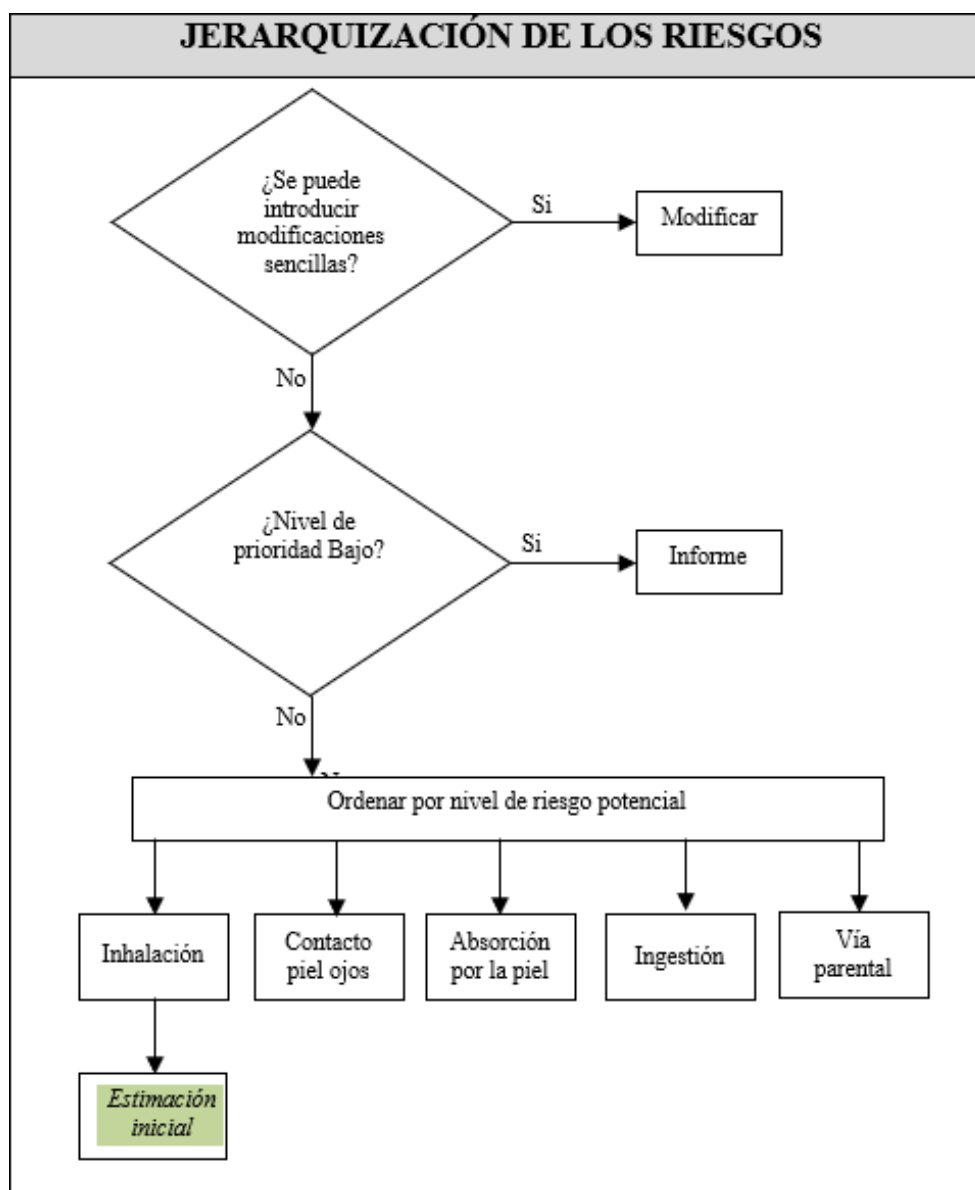 JERARQUIZACIÓN DE LOS RIESGOS
¿Se puede
introducir
modificaciones
sencillas?
Si
Modificar
No
¿Nivel de
prioridad Bajo?
Si
Informe
No
Ordenar por nivel de riesgo potencial
Inhalación
Contacto
piel ojos
Absorción
por la piel
Ingestión
Vía
parental
Estimación
inicial